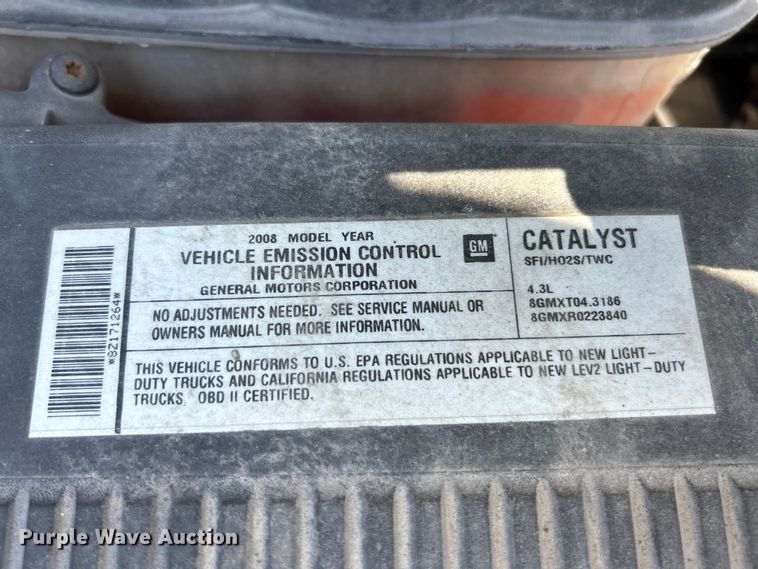 2008 MODEL YEAR
VEHICLE EMISSION CONTROL
INFORMATION
GENERAL MOTORS CORPORATION
GM
CATALYST
SFI/HO2S/TWC
4.3L
8GMXT04.3186
8GMXR0223840
NO ADJUSTMENTS NEEDED. SEE SERVICE MANUAL OR
OWNERS MANUAL FOR MORE INFORMATION.
THIS VEHICLE CONFORMS TO U.S. EPA REGULATIONS APPLICABLE TO NEW LIGHT-
DUTY TRUCKS AND CALIFORNIA REGULATIONS APPLICABLE TO NEW LEV2 LIGHT-DUTY
TRUCKS. OBD II CERTIFIED.
*8Z171264*
Purple Wave Auction